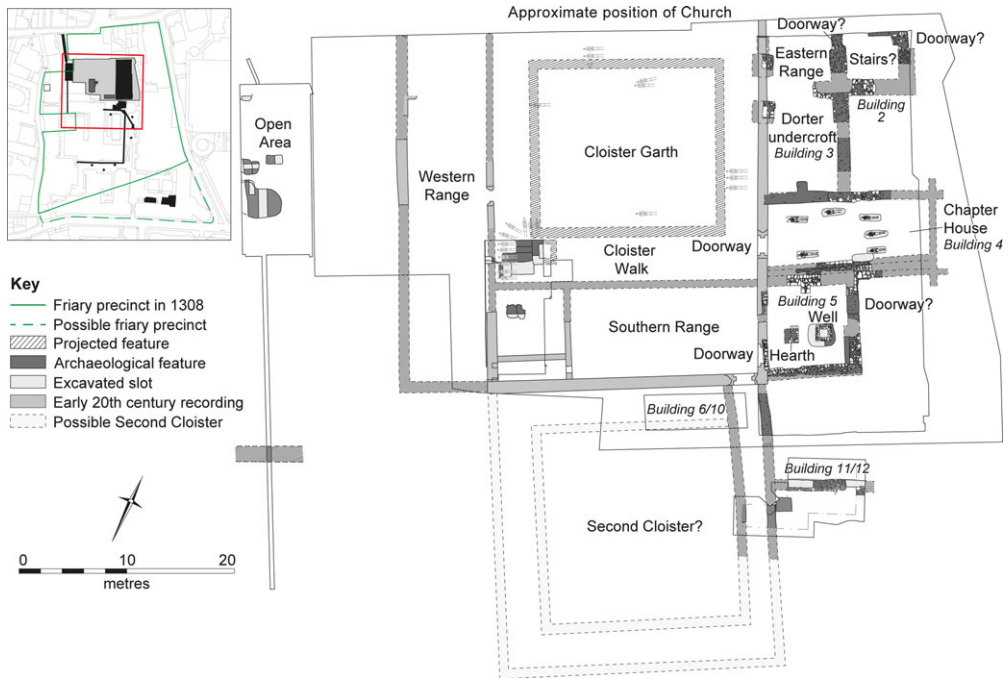 Approximate position of Church
Doorway?
Doorway?
Eastern
Range
Stairs?
Building
2
Open
Area
Western
Range
Cloister Garth
Dorter
undercroft
Building 3
Chapter
House
Building 4
Cloister
Walk
Doorway
Key
Friary precinct in 1308
Possible friary precinct
Projected feature
Archaeological feature
Excavated slot
Early 20th century recording
Possible Second Cloister
Building 5
Doorway?
Well
Southern Range
Doorway
Hearth
Building 6/10
Building 11/12
Second Cloister?
0 10 20
metres